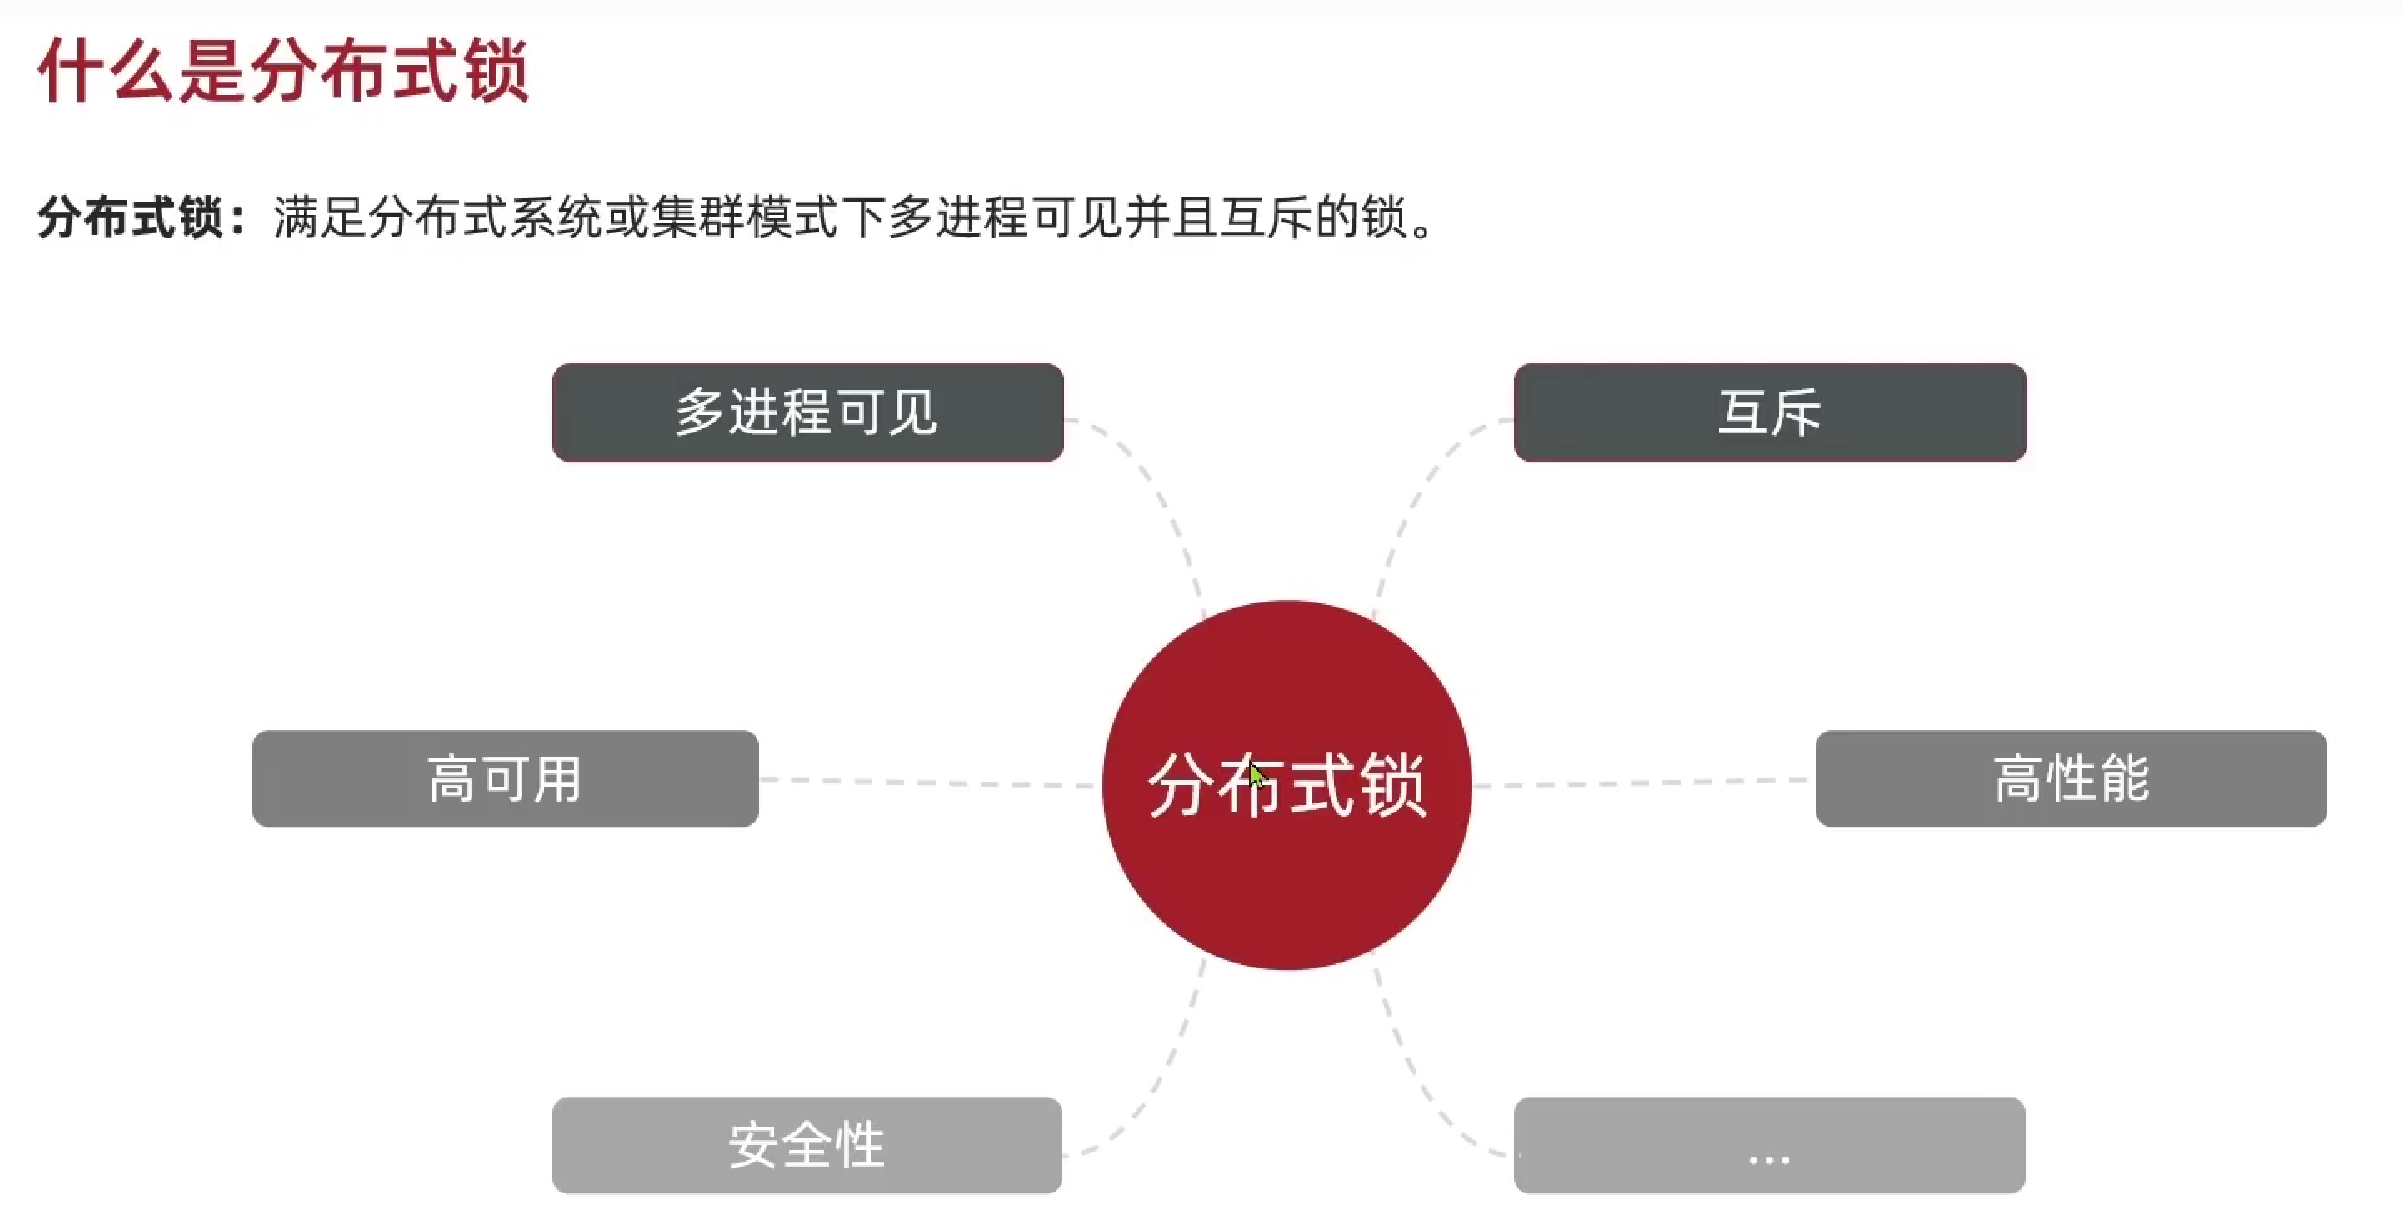 什么是分布式锁
分布式锁：满足分布式系统或集群模式下多进程可见并且互斥的锁。
多进程可见
互斥
高可用
分布式锁
高性能
安全性
...